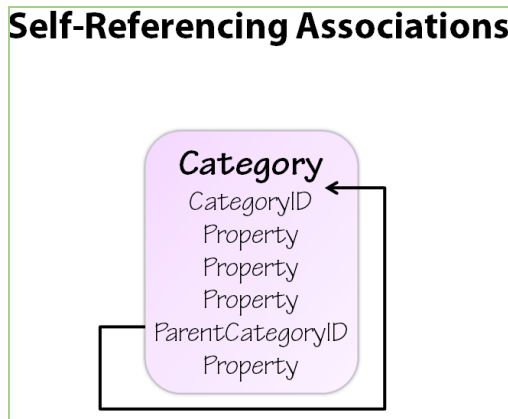 Self-Referencing Associations
Category
CategoryID
Property
Property
Property
ParentCategoryID
Property